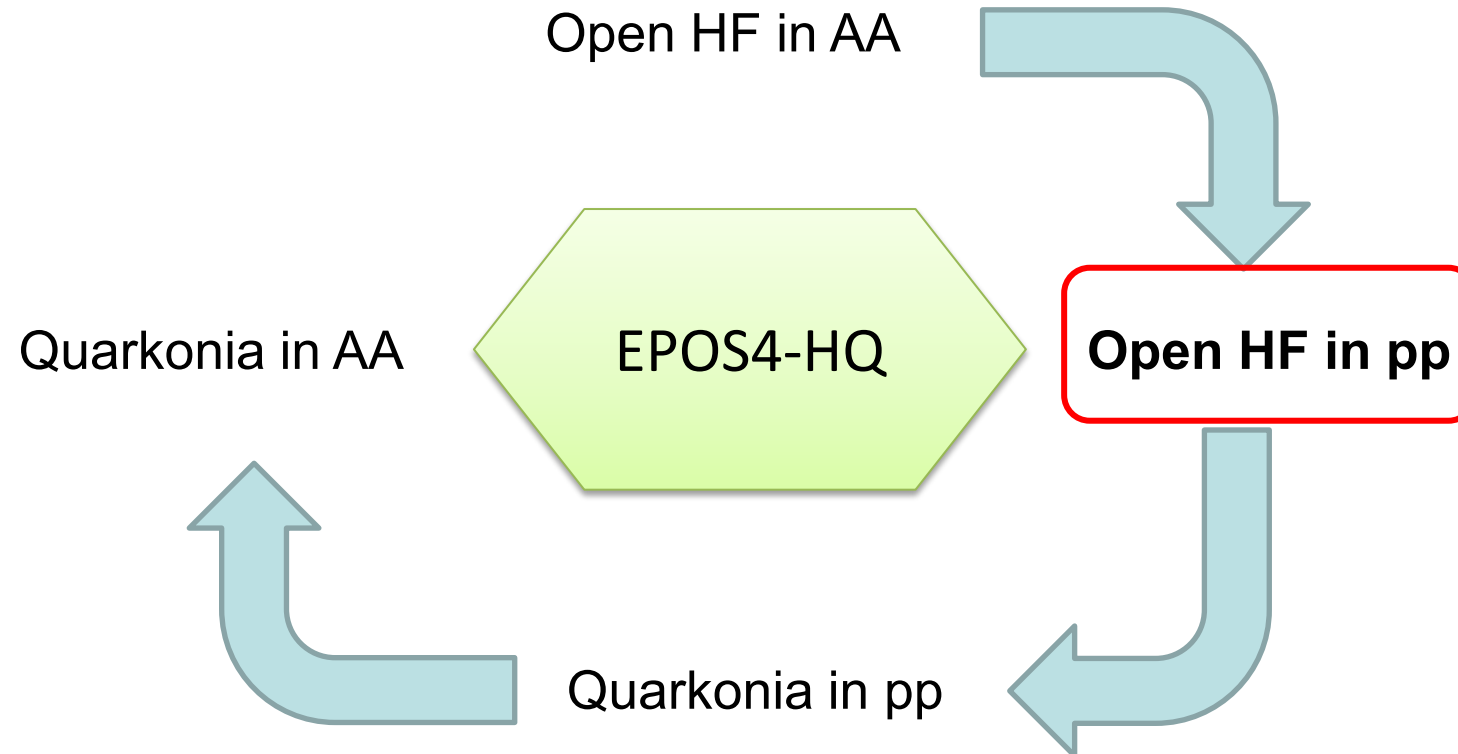 Open HF in AA
Quarkonia in AA
EPOS4-HQ
Open HF in pp
Quarkonia in pp